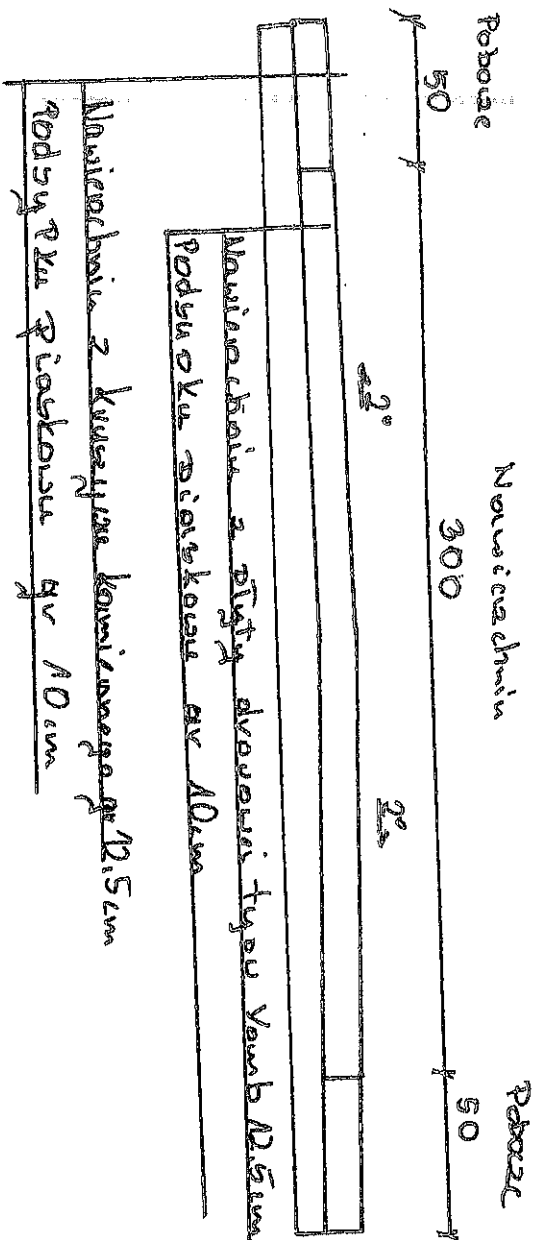 Pobocze Nawierzchnia Pobocze
50 300 50
2% 2%
Nawierzchnia z płyty drogowej typu Yomb 12,5cm
Podsypka piaskowa gr 10cm
Nawierzchnia z kruszywa kamiennego gr 12,5cm
Podsypka piaskowa gr 10cm